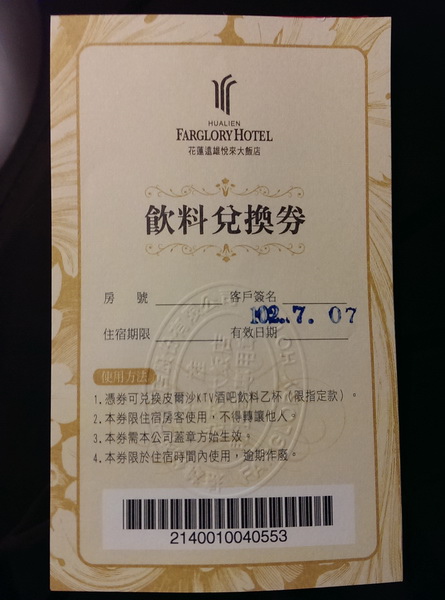 HUALIEN
FARGLORY HOTEL
花蓮遠雄悅來大飯店
飲料兌換券
房 號 客戶簽名
102.7.07
住宿期限 有效日期
使用方法
1.憑券可兌換皮爾沙KTV酒吧飲料乙杯(限指定款)。
2.本券限住宿房客使用,不得轉讓他人。
3.本券需本公司蓋章方始生效。
4.本券限於住宿時間內使用,逾期作廢。
2140010040553